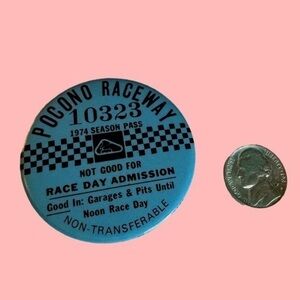 POCONO RACEWAY
10323
1974 SEASON PASS
NOT GOOD FOR
RACE DAY ADMISSION
Good In: Garages & Pits Until
Noon Race Day
NON-TRANSFERABLE